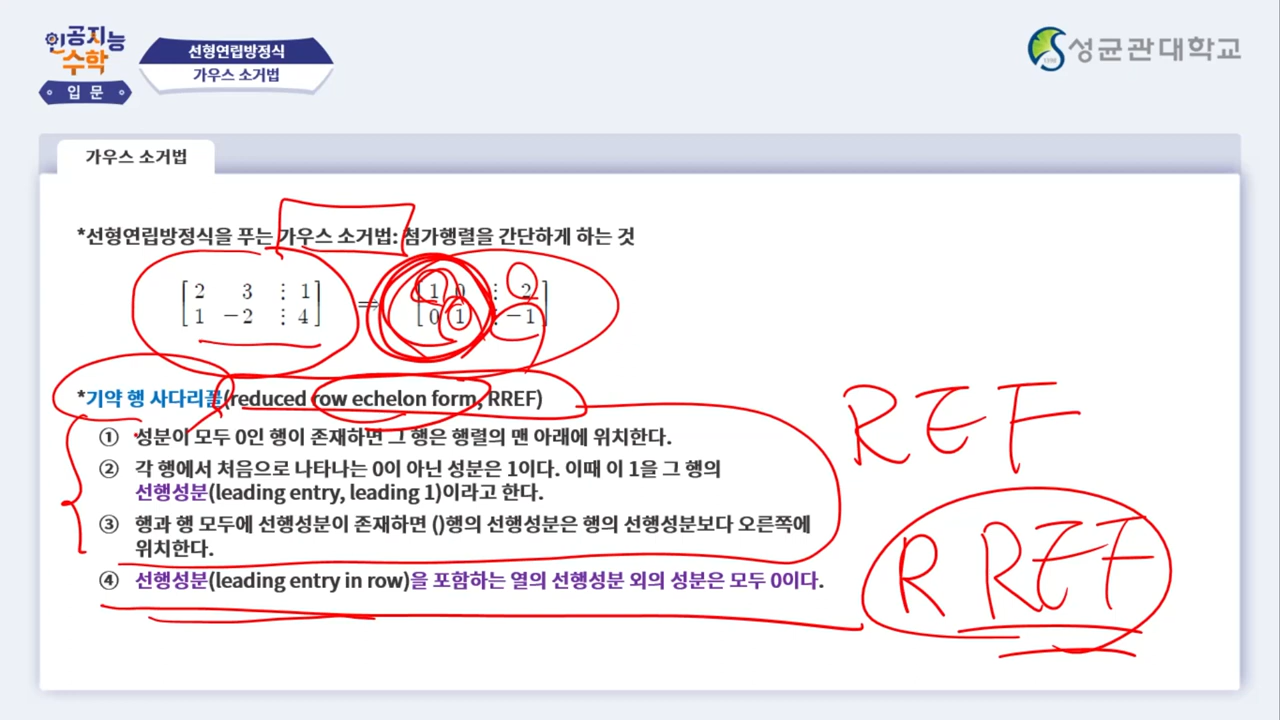 인공지능
수학
입문
선형연립방정식
가우스 소거법
성균관대학교
가우스 소거법
*선형연립방정식을 푸는 가우스 소거법: 첨가행렬을 간단하게 하는 것
[2 3 ⋮ 1] [1 0 ⋮ 2]
[1 −2 ⋮ 4] ⇒ [0 1 ⋮ −1]
*기약 행 사다리꼴(reduced row echelon form, RREF)
① 성분이 모두 0인 행이 존재하면 그 행은 행렬의 맨 아래에 위치한다.
② 각 행에서 처음으로 나타나는 0이 아닌 성분은 1이다. 이때 이 1을 그 행의
선행성분(leading entry, leading 1)이라고 한다.
③ 행과 행 모두에 선행성분이 존재하면 ()행의 선행성분은 행의 선행성분보다 오른쪽에
위치한다.
④ 선행성분(leading entry in row)을 포함하는 열의 선행성분 외의 성분은 모두 0이다.
REF
RREF